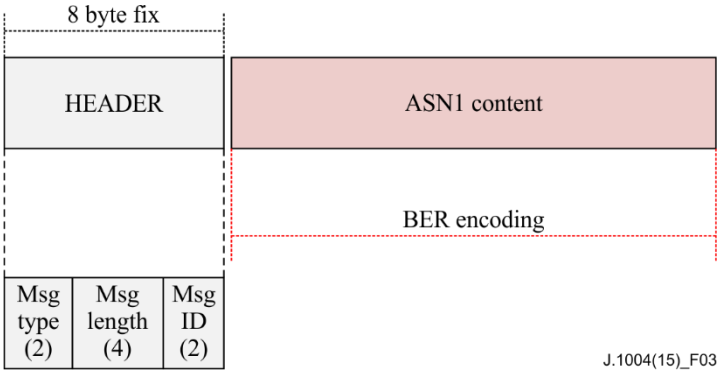 8 byte fix
HEADER
ASN1 content
BER encoding
Msg
type
(2)
Msg
length
(4)
Msg
ID
(2)
J.1004(15)_F03